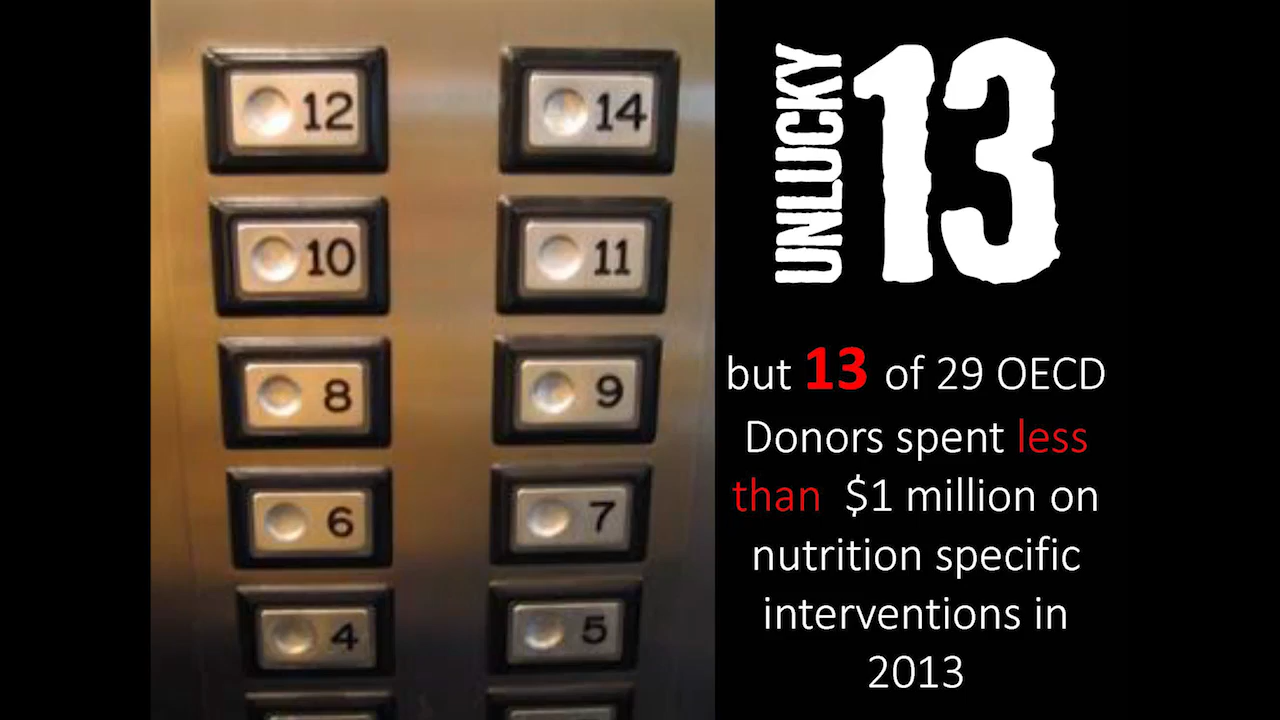 12
14
10
11
8
9
6
7
4
5
UNLUCKY
13
but 13 of 29 OECD
Donors spent less
than $1 million on
nutrition specific
interventions in
2013